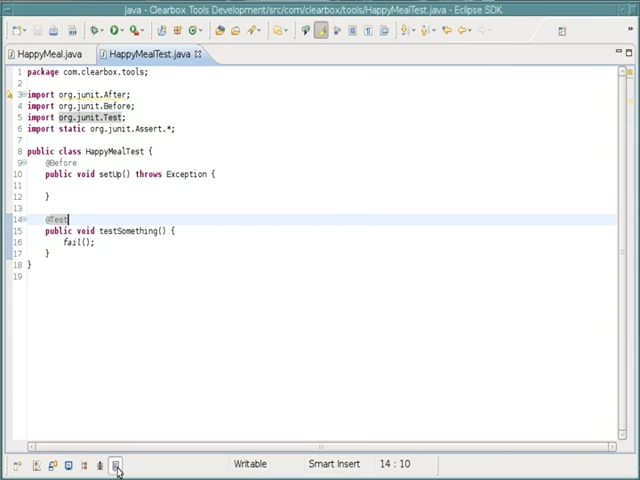 Java - Clearbox Tools Development/src/com/clearbox/tools/HappyMealTest.java - Eclipse SDK
HappyMeal.java
HappyMealTest.java
1 package com.clearbox.tools;
2
3 import org.junit.After;
4 import org.junit.Before;
5 import org.junit.Test;
6 import static org.junit.Assert.*;
7
8 public class HappyMealTest {
9 @Before
10 public void setUp() throws Exception {
11
12 }
13
14 @Test
15 public void testSomething() {
16 fail();
17 }
18 }
19
Writable
Smart Insert
14 : 10